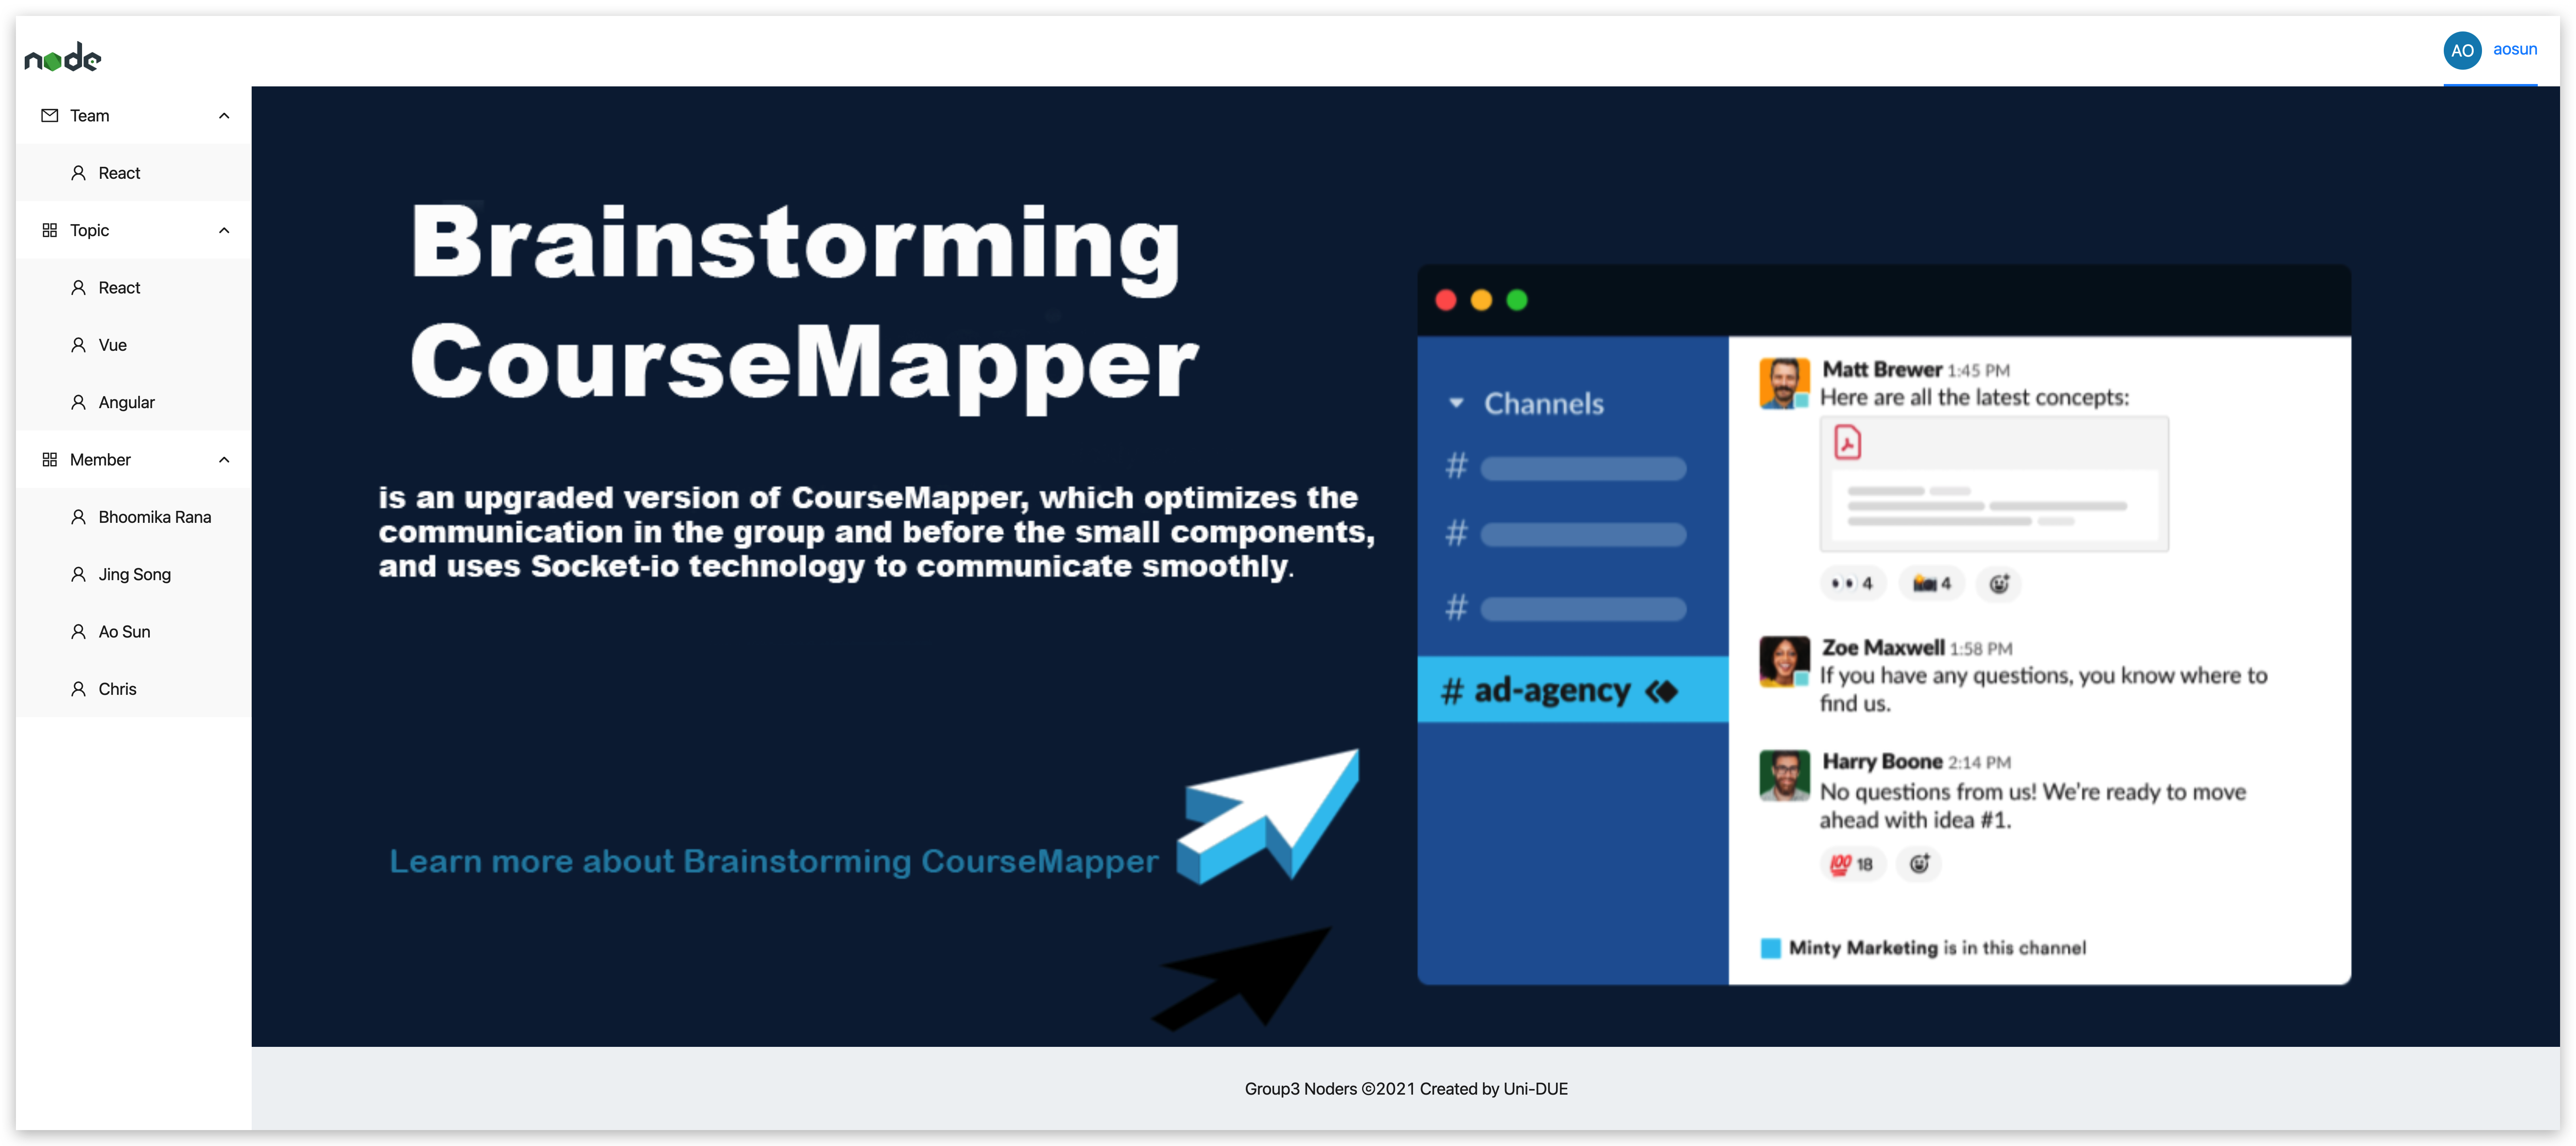 node
AO aosun
Team
React
Topic
React
Vue
Angular
Member
Bhoomika Rana
Jing Song
Ao Sun
Chris
Brainstorming
CourseMapper
is an upgraded version of CourseMapper, which optimizes the
communication in the group and before the small components,
and uses Socket-io technology to communicate smoothly.
Learn more about Brainstorming CourseMapper
Channels
#
#
#
# ad-agency
Matt Brewer 1:45 PM
Here are all the latest concepts:
4 4
Zoe Maxwell 1:58 PM
If you have any questions, you know where to
find us.
Harry Boone 2:14 PM
No questions from us! We're ready to move
ahead with idea #1.
100 18
Minty Marketing is in this channel
Group3 Noders ©2021 Created by Uni-DUE